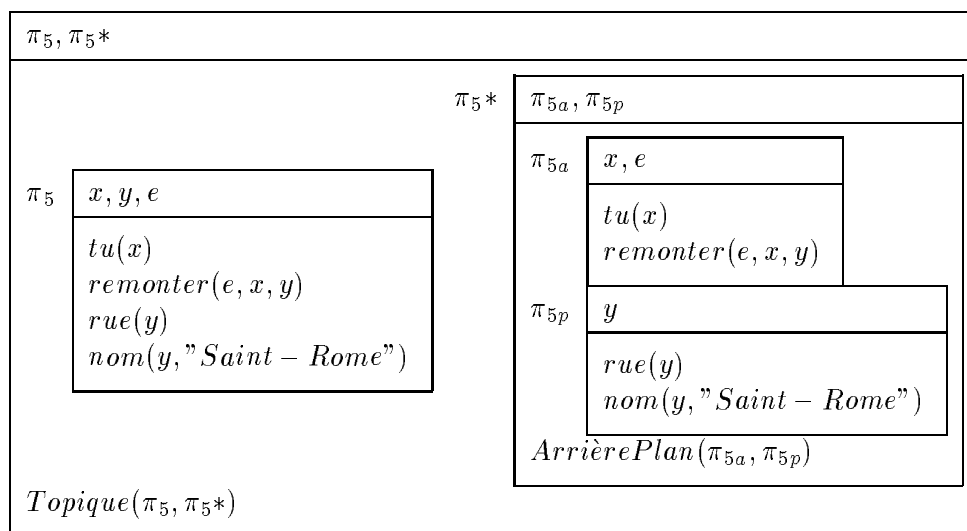 π₅, π₅*
π₅
x, y, e
tu(x)
remonter(e, x, y)
rue(y)
nom(y, "Saint − Rome")
π₅*
π₅ₐ, π₅ₚ
π₅ₐ
x, e
tu(x)
remonter(e, x, y)
π₅ₚ
y
rue(y)
nom(y, "Saint − Rome")
ArrièrePlan(π₅ₐ, π₅ₚ)
Topique(π₅, π₅*)